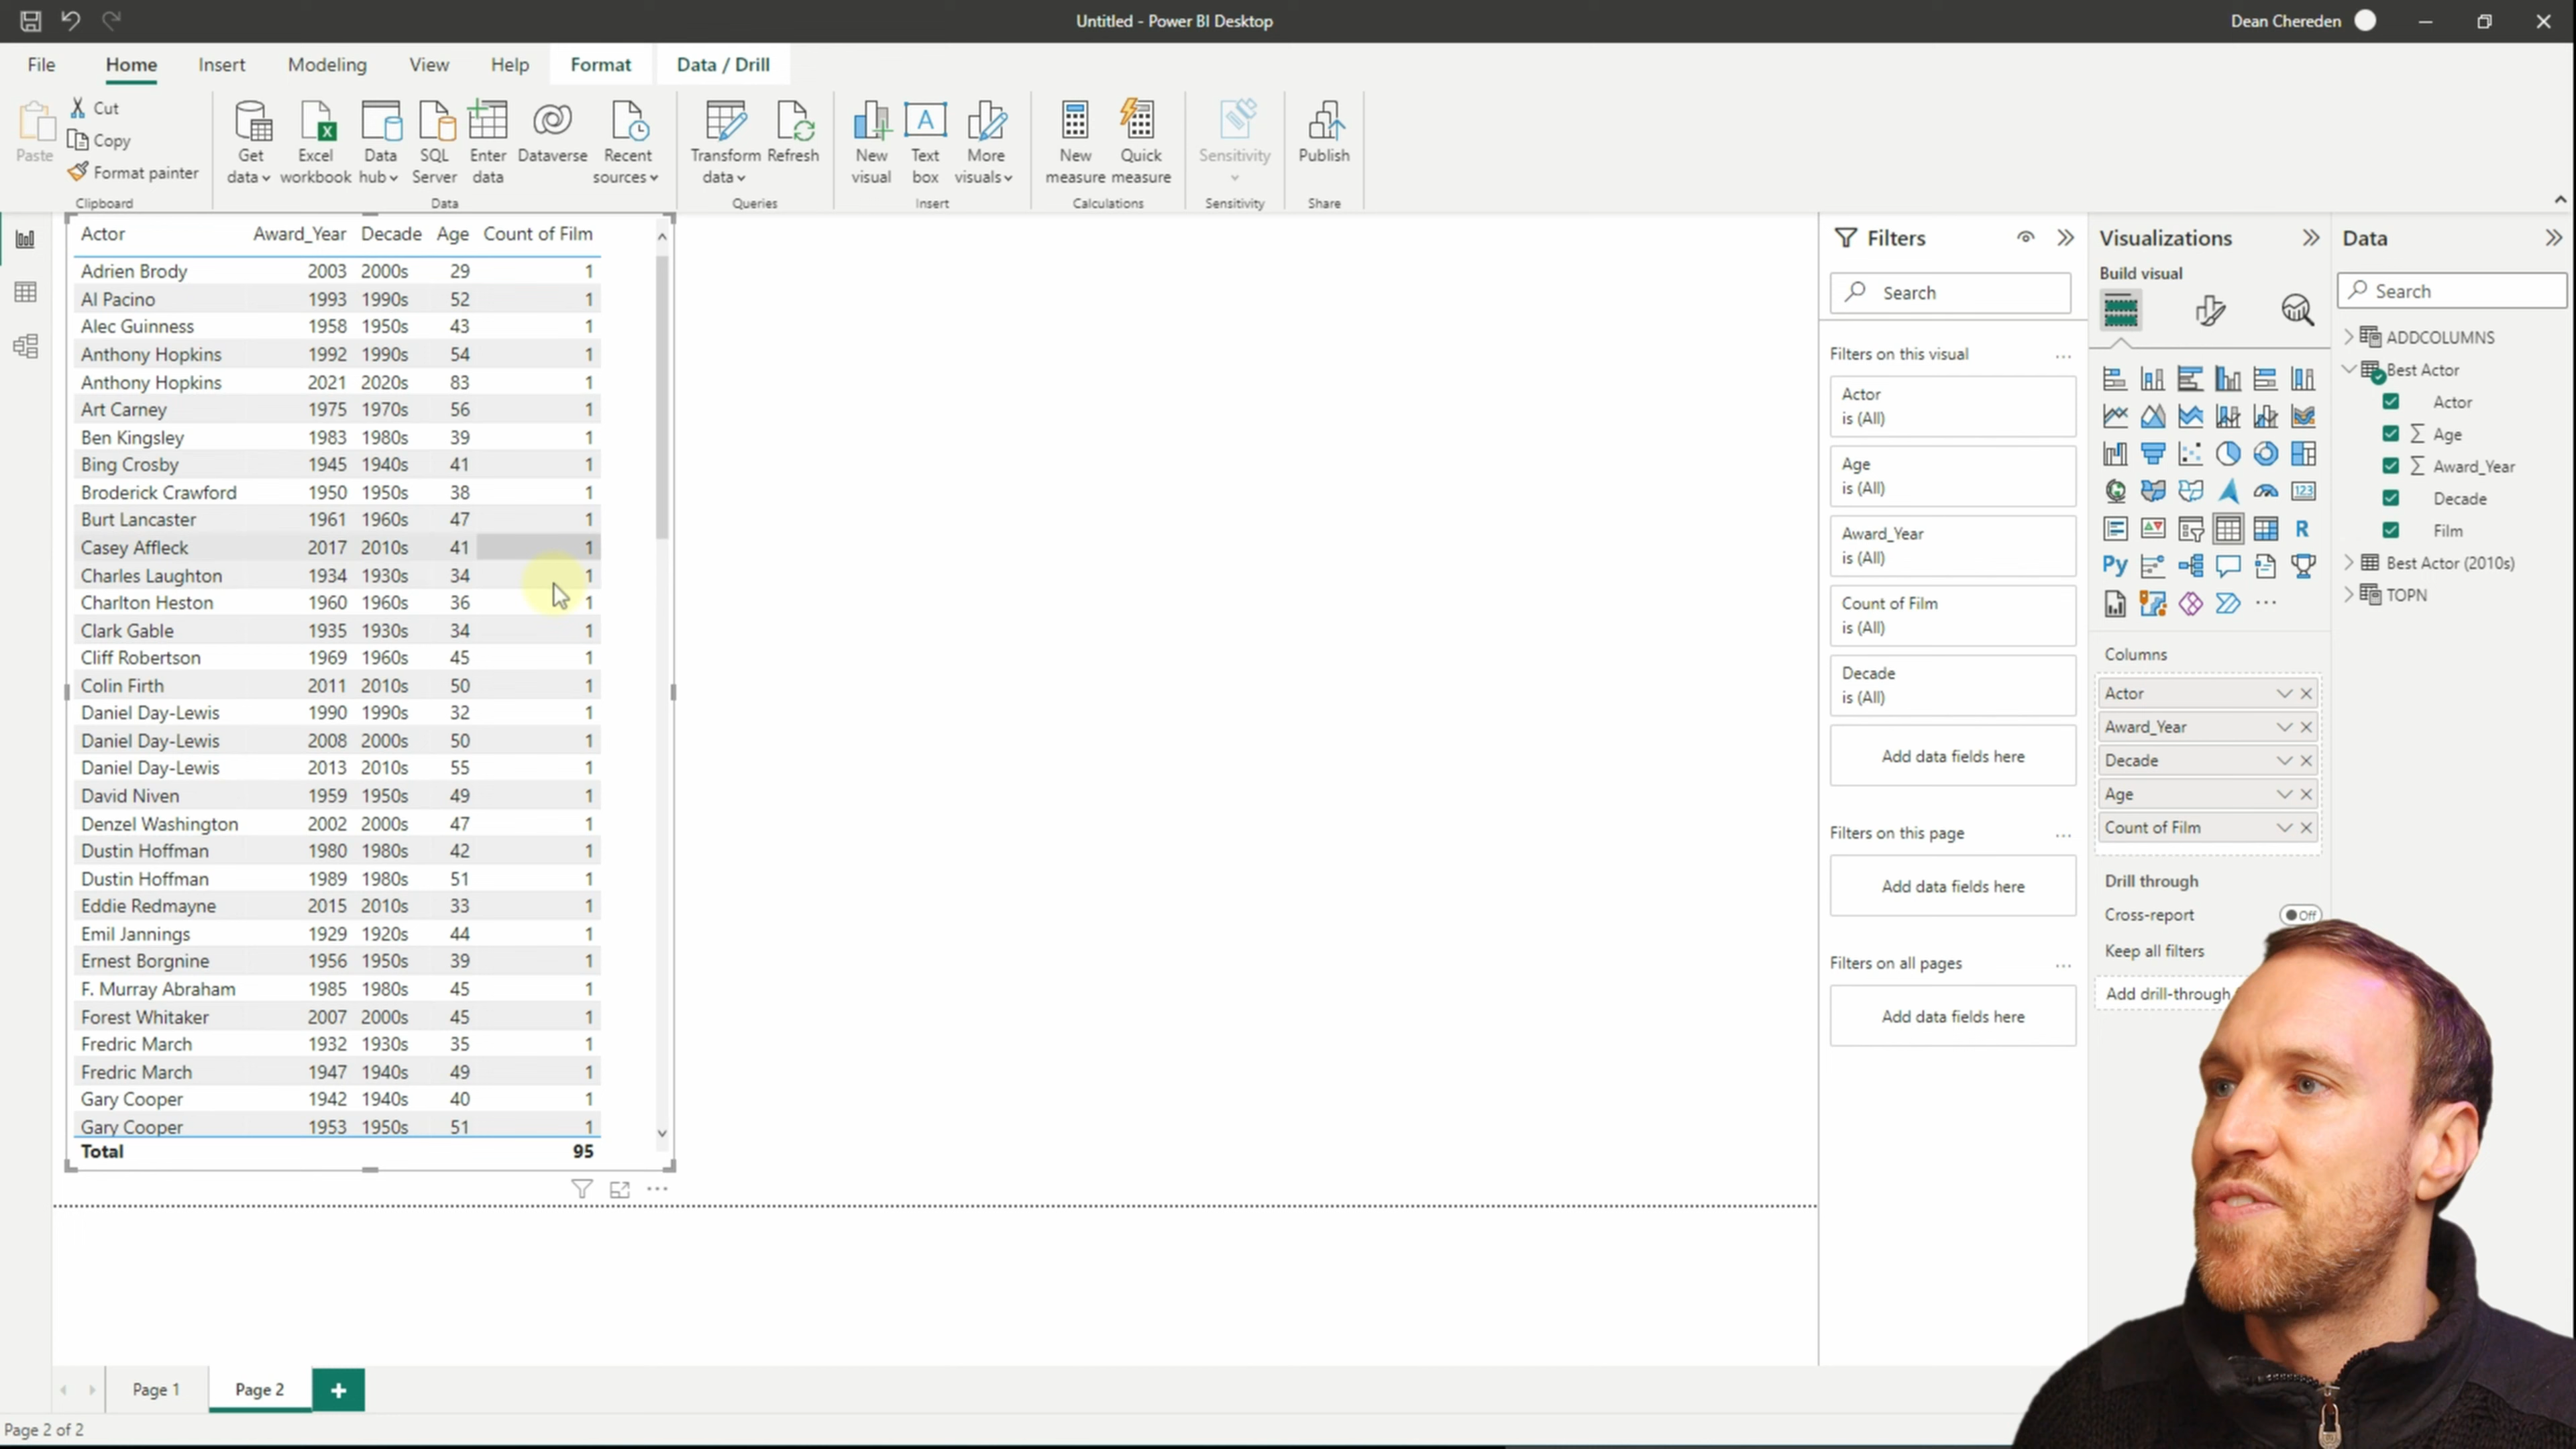 Untitled - Power BI Desktop
Dean Chereden
File Home Insert Modeling View Help Format Data / Drill
Paste
Cut
Copy
Format painter
Clipboard
Get data
Excel workbook
Data hub
SQL Server
Enter data
Dataverse
Recent sources
Data
Transform data
Refresh
Queries
New visual
Text box
More visuals
Insert
New measure
Quick measure
Calculations
Sensitivity
Sensitivity
Publish
Share
Actor Award_Year Decade Age Count of Film
Adrien Brody 2003 2000s 29 1
Al Pacino 1993 1990s 52 1
Alec Guinness 1958 1950s 43 1
Anthony Hopkins 1992 1990s 54 1
Anthony Hopkins 2021 2020s 83 1
Art Carney 1975 1970s 56 1
Ben Kingsley 1983 1980s 39 1
Bing Crosby 1945 1940s 41 1
Broderick Crawford 1950 1950s 38 1
Burt Lancaster 1961 1960s 47 1
Casey Affleck 2017 2010s 41 1
Charles Laughton 1934 1930s 34 1
Charlton Heston 1960 1960s 36 1
Clark Gable 1935 1930s 34 1
Cliff Robertson 1969 1960s 45 1
Colin Firth 2011 2010s 50 1
Daniel Day-Lewis 1990 1990s 32 1
Daniel Day-Lewis 2008 2000s 50 1
Daniel Day-Lewis 2013 2010s 55 1
David Niven 1959 1950s 49 1
Denzel Washington 2002 2000s 47 1
Dustin Hoffman 1980 1980s 42 1
Dustin Hoffman 1989 1980s 51 1
Eddie Redmayne 2015 2010s 33 1
Emil Jannings 1929 1920s 44 1
Ernest Borgnine 1956 1950s 39 1
F. Murray Abraham 1985 1980s 45 1
Forest Whitaker 2007 2000s 45 1
Fredric March 1932 1930s 35 1
Fredric March 1947 1940s 49 1
Gary Cooper 1942 1940s 40 1
Gary Cooper 1953 1950s 51 1
Total 95
Filters
Search
Filters on this visual ...
Actor
is (All)
Age
is (All)
Award_Year
is (All)
Count of Film
is (All)
Decade
is (All)
Add data fields here
Filters on this page ...
Add data fields here
Filters on all pages ...
Add data fields here
Visualizations
Build visual
123
R
Py
...
Columns
Actor
Award_Year
Decade
Age
Count of Film
Drill through
Cross-report Off
Keep all filters
Add drill-through
Data
Search
ADDCOLUMNS
Best Actor
Actor
Σ Age
Σ Award_Year
Decade
Film
Best Actor (2010s)
TOPN
Page 1 Page 2 +
Page 2 of 2